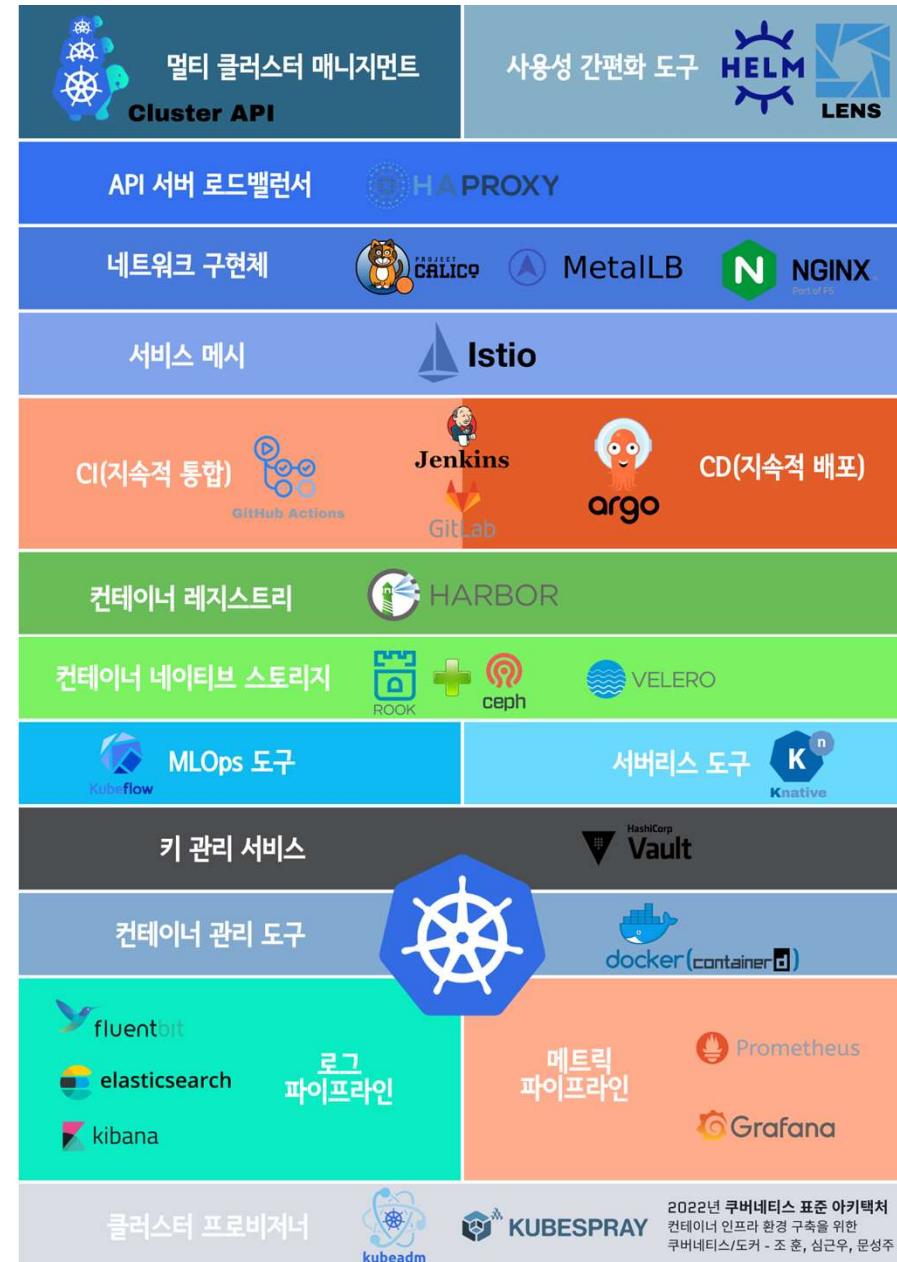 멀티 클러스터 매니지먼트
Cluster API
사용성 간편화 도구
HELM
LENS
API 서버 로드밸런서
HAPROXY
네트워크 구현체
PROJECT
CALICO
MetalLB
N
NGINX
Part of F5
서비스 메시
Istio
CI(지속적 통합)
GitHub Actions
Jenkins
GitLab
argo
CD(지속적 배포)
컨테이너 레지스트리
HARBOR
컨테이너 네이티브 스토리지
ROOK
ceph
VELERO
Kubeflow
MLOps 도구
서버리스 도구
K
n
Knative
키 관리 서비스
HashiCorp
Vault
컨테이너 관리 도구
docker(containerd)
fluentbit
elasticsearch
kibana
로그
파이프라인
메트릭
파이프라인
Prometheus
Grafana
클러스터 프로비저너
kubeadm
KUBESPRAY
2022년 쿠버네티스 표준 아키택처
컨테이너 인프라 환경 구축을 위한
쿠버네티스/도커 - 조 훈, 심근우, 문성주